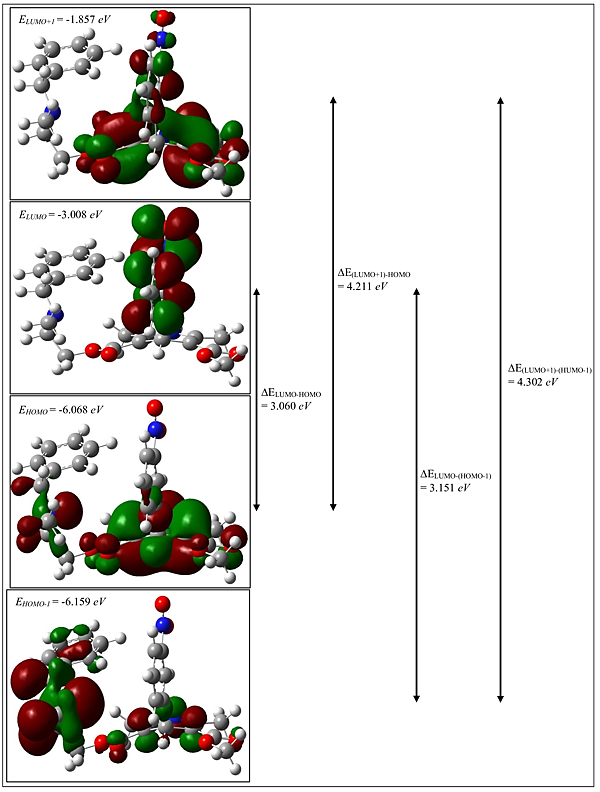 E_LUMO+1 = -1.857 eV
E_LUMO = -3.008 eV
ΔE_(LUMO+1)-HOMO
= 4.211 eV
ΔE_(LUMO+1)-(HUMO-1)
= 4.302 eV
ΔE_LUMO-HOMO
= 3.060 eV
E_HOMO = -6.068 eV
ΔE_LUMO-(HOMO-1)
= 3.151 eV
E_HOMO-1 = -6.159 eV